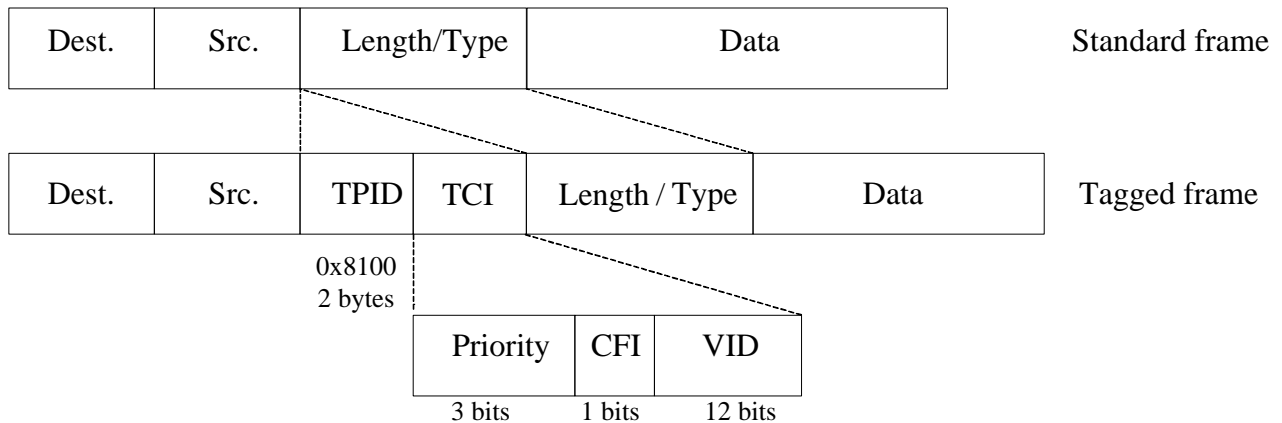 Dest. Src. Length/Type Data Standard frame
Dest. Src. TPID TCI Length / Type Data Tagged frame
0x8100
2 bytes
Priority CFI VID
3 bits 1 bits 12 bits